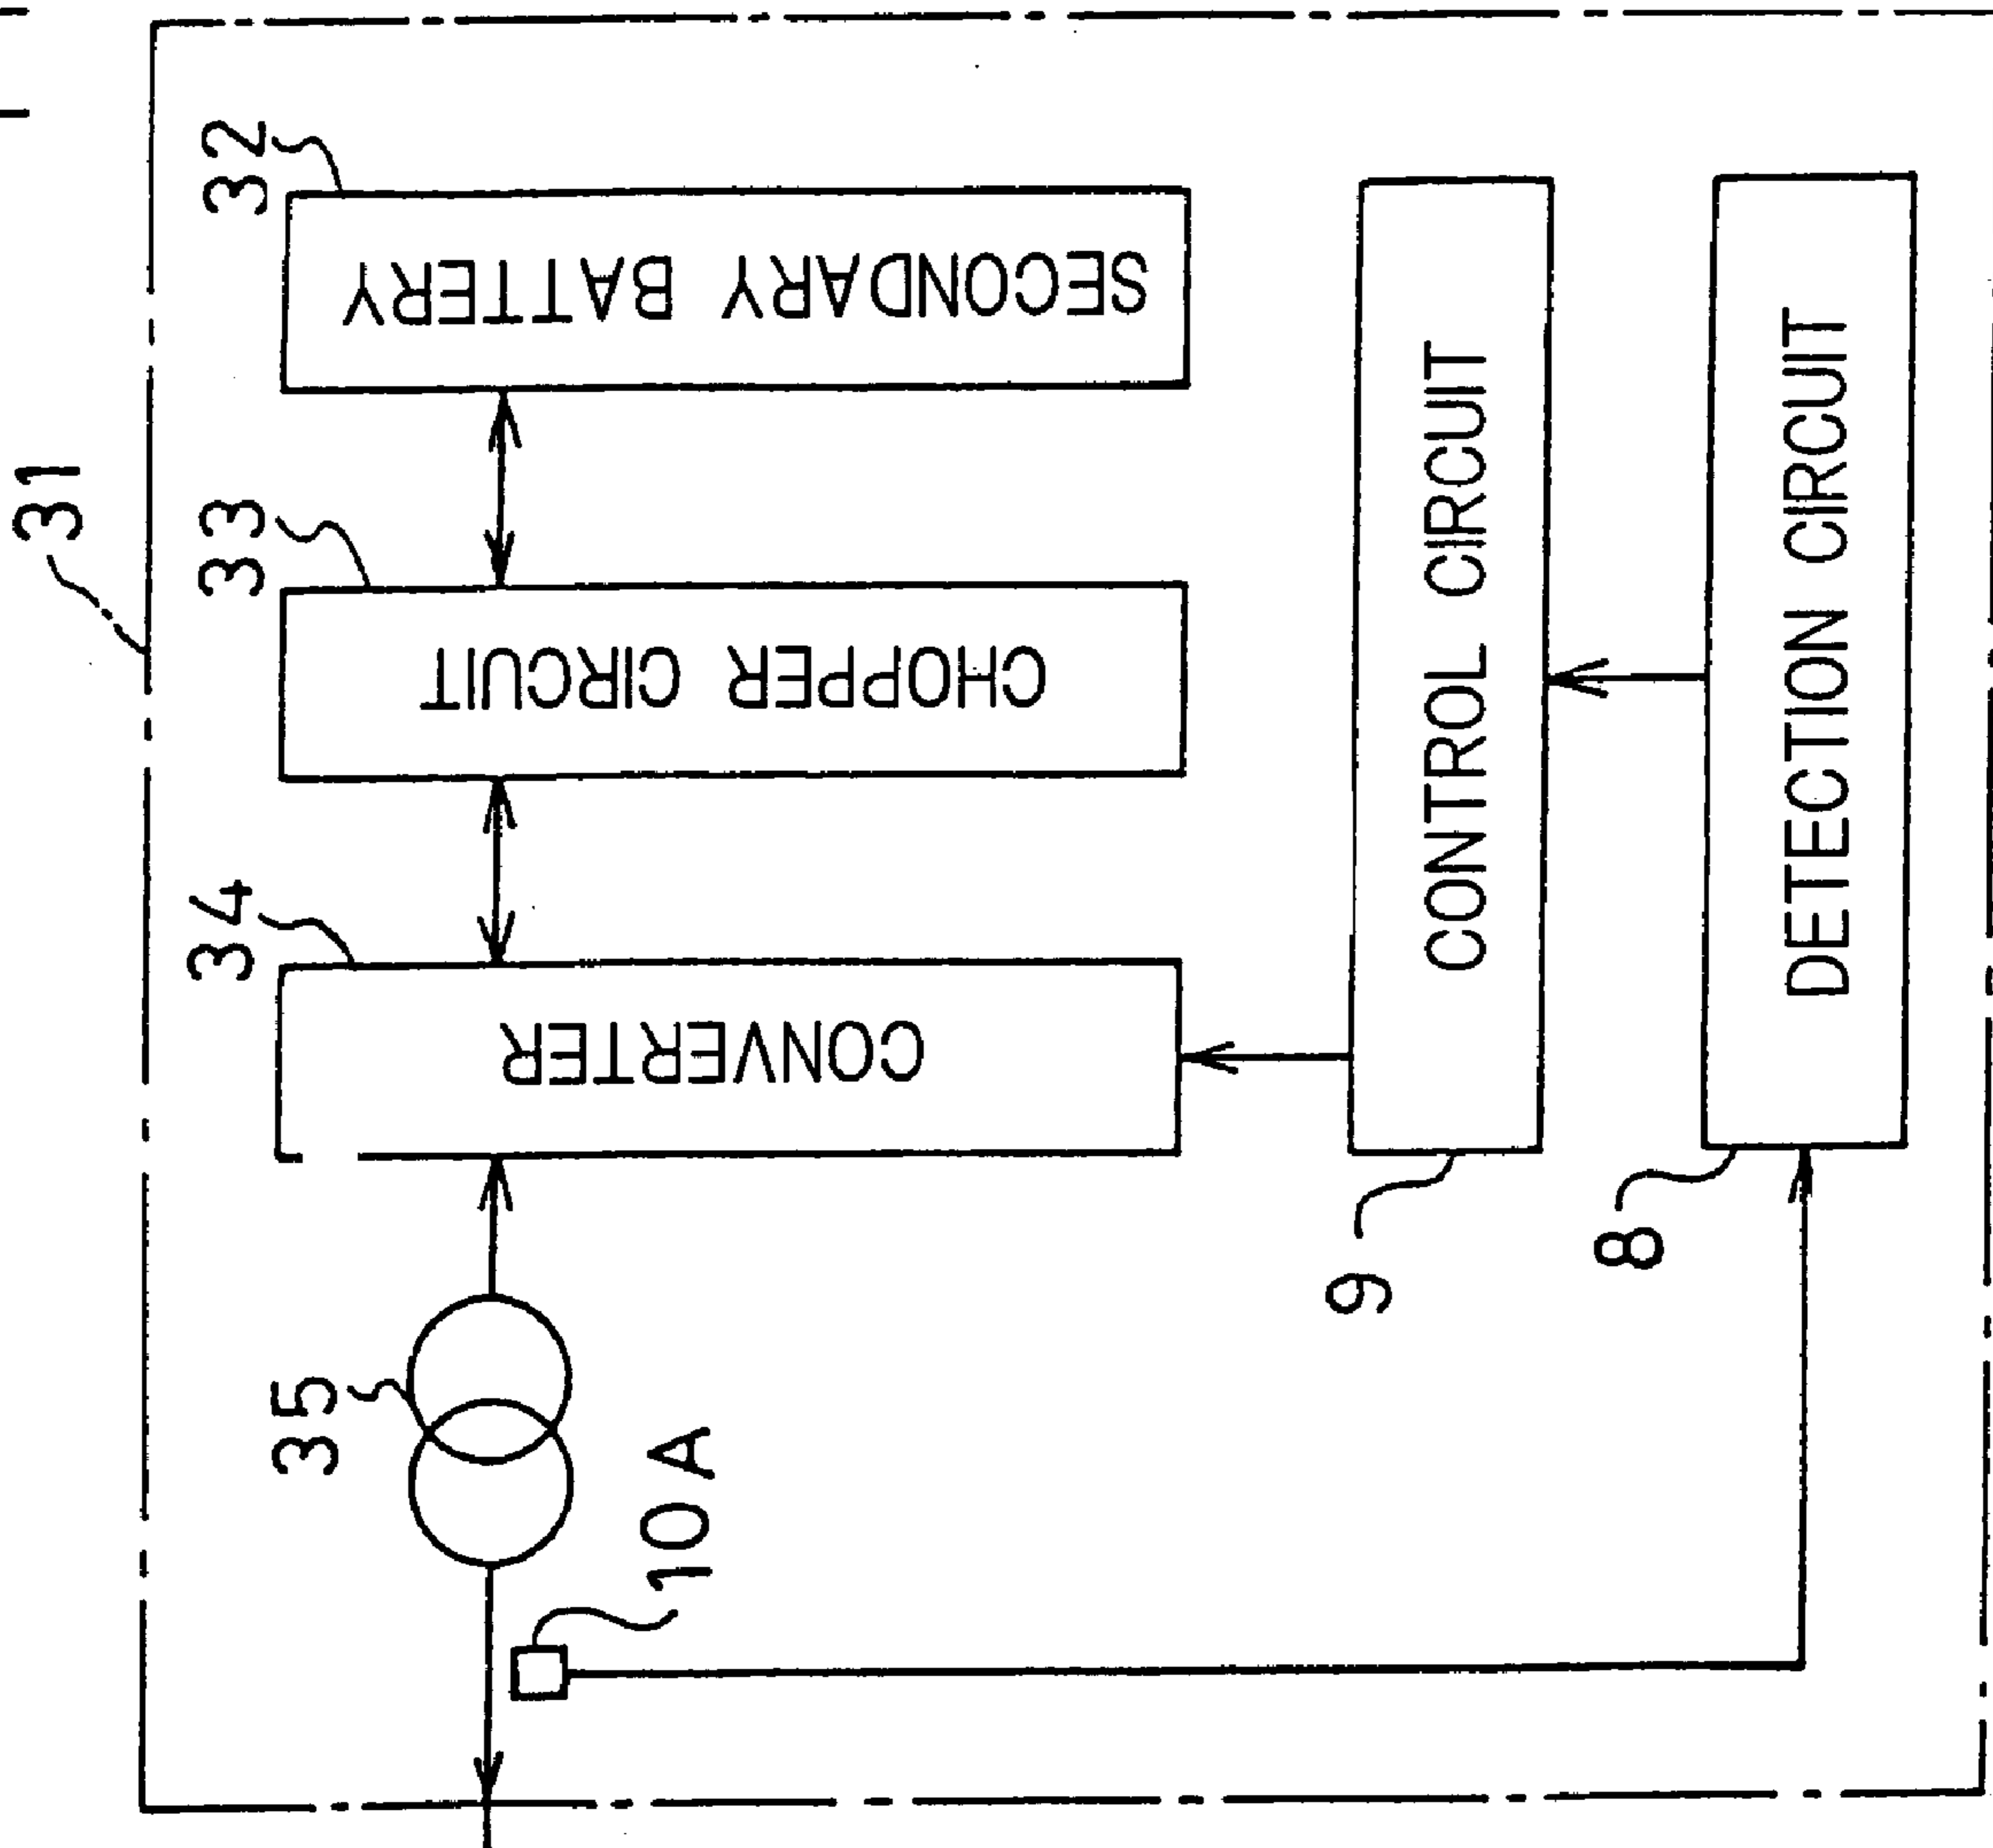 31
32
33
34
35
10A
SECONDARY BATTERY
CHOPPER CIRCUIT
CONVERTER
CONTROL CIRCUIT
9
DETECTION CIRCUIT
8